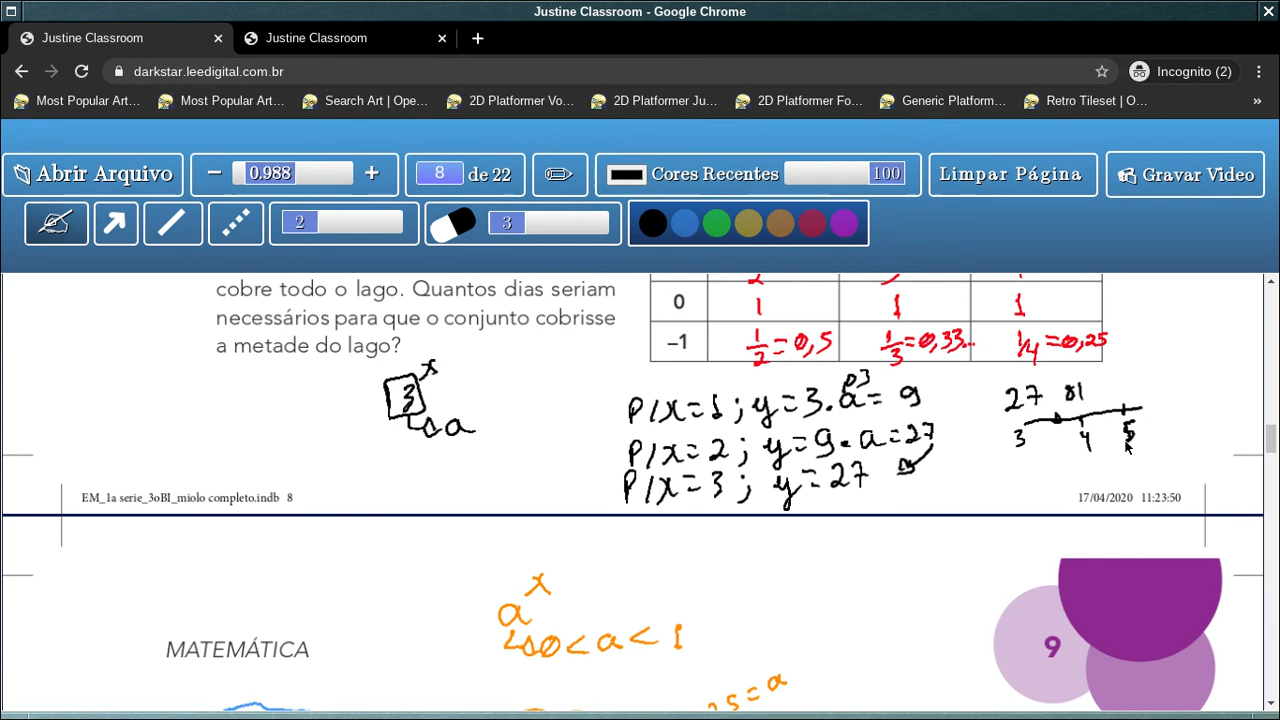 Justine Classroom - Google Chrome
Justine Classroom
Justine Classroom
darkstar.leedigital.com.br
Incognito (2)
Most Popular Art...
Most Popular Art...
Search Art | Ope...
2D Platformer Vo...
2D Platformer Ju...
2D Platformer Fo...
Generic Platform...
Retro Tileset | O...
Abrir Arquivo
− 0.988 +
8 de 22
Cores Recentes 100
Limpar Página
Gravar Video
2
3
cobre todo o lago. Quantos dias seriam
necessários para que o conjunto cobrisse
a metade do lago?
0 1 1 1
−1 1/2=0,5 1/3=0,33... 1/4=0,25
3^x
a
P/x=1; y=3.a= 9
3
P/x=2; y=9.a=27
P/x=3; y=27
27 81
3 4 5
EM_1a serie_3oBI_miolo completo.indb 8
17/04/2020 11:23:50
a^x
0<a<1
MATEMÁTICA
9
=a